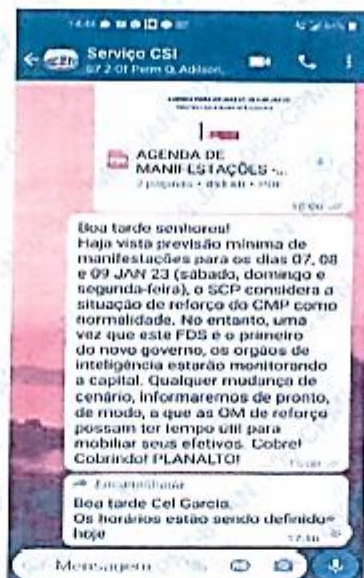 Serviço CSI
AGENDA DE
MANIFESTAÇÕES -...
2 páginas • • PDF
Boa tarde senhores!
Haja vista previsão mínima de
manifestações para os dias 07, 08
e 09 JAN 23 (sábado, domingo e
segunda-feira), o SCP considera a
situação de reforço do CMP como
normalidade. No entanto, uma
vez que este FDS é o primeiro
do novo governo, os orgãos de
inteligência estarão monitorando
a capital. Qualquer mudança de
cenário, informaremos de pronto,
de modo, a que as OM de reforço
possam ter tempo útil para
mobiliar seus efetivos. Cobre!
Cobrindo! PLANALTO!
Encaminhada
Boa tarde Cel Garcia.
Os horários estão sendo definidos
hoje
Mensagem